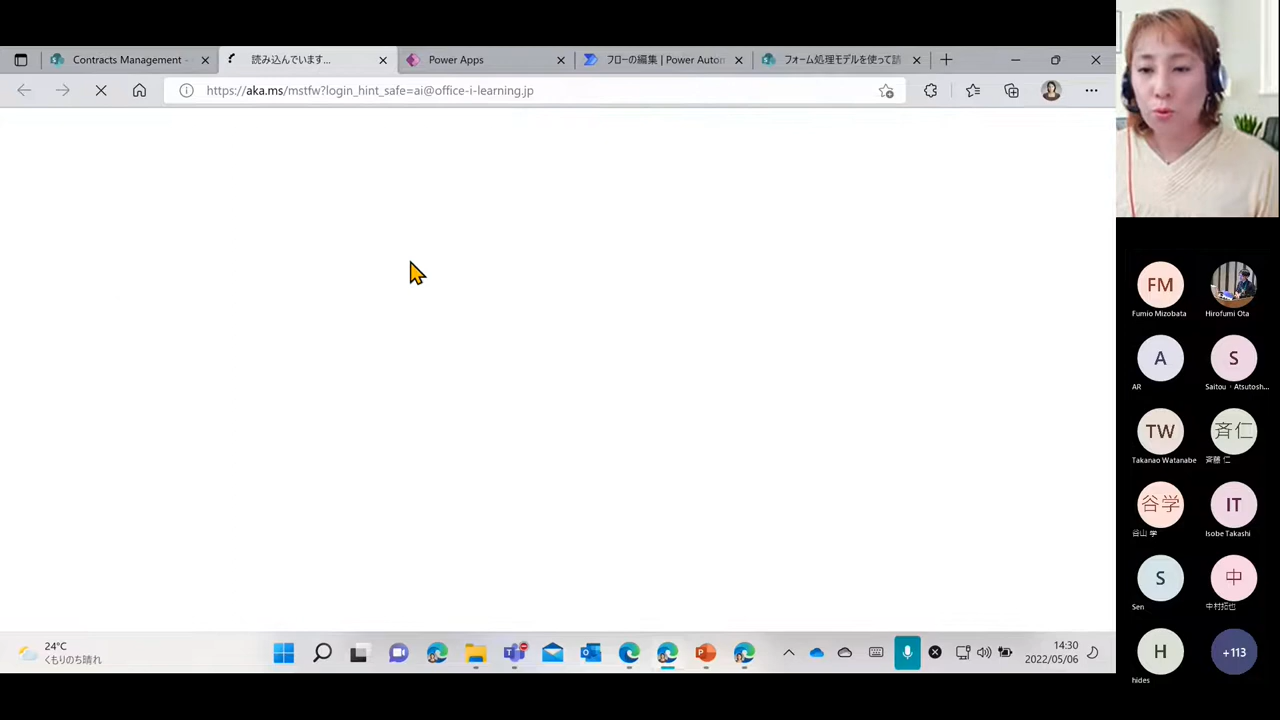 Contracts Management -
読み込んでいます...
Power Apps
フローの編集 | Power Autom
フォーム処理モデルを使って請
https://aka.ms/mstfw?login_hint_safe=ai@office-i-learning.jp
FM
Fumio Mizobata
Hirofumi Ota
A
AR
S
Saitou・Atsutosh...
TW
Takanao Watanabe
斉仁
斉藤 仁
谷学
谷山 学
IT
Isobe Takashi
S
Sen
中
中村拓也
H
hides
+113
24°C
くもりのち晴れ
14:30
2022/05/06